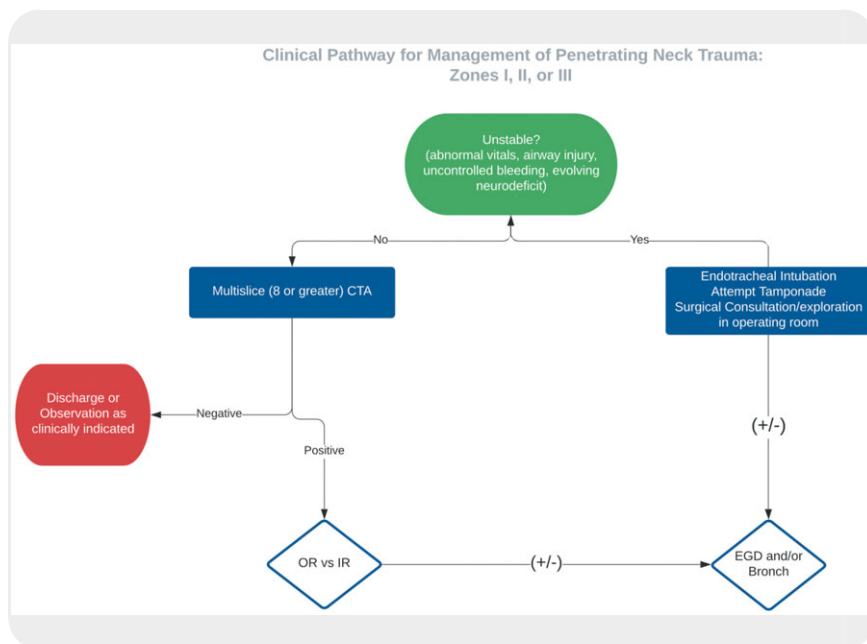 Clinical Pathway for Management of Penetrating Neck Trauma:
Zones I, II, or III
Unstable?
(abnormal vitals, airway injury,
uncontrolled bleeding, evolving
neurodeficit)
No
Yes
Multislice (8 or greater) CTA
Endotracheal Intubation
Attempt Tamponade
Surgical Consultation/exploration
in operating room
Discharge or
Observation as
clinically indicated
Negative
(+/-)
Positive
OR vs IR
(+/-)
EGD and/or
Bronch